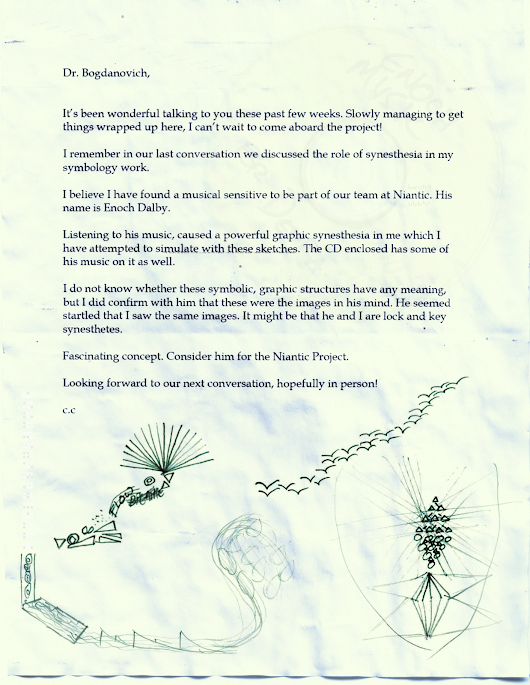 Dr. Bogdanovich,
It's been wonderful talking to you these past few weeks. Slowly managing to get
things wrapped up here, I can't wait to come aboard the project!
I remember in our last conversation we discussed the role of synesthesia in my
symbology work.
I believe I have found a musical sensitive to be part of our team at Niantic. His
name is Enoch Dalby.
Listening to his music, caused a powerful graphic synesthesia in me which I
have attempted to simulate with these sketches. The CD enclosed has some of
his music on it as well.
I do not know whether these symbolic, graphic structures have any meaning,
but I did confirm with him that these were the images in his mind. He seemed
startled that I saw the same images. It might be that he and I are lock and key
synesthetes.
Fascinating concept. Consider him for the Niantic Project.
Looking forward to our next conversation, hopefully in person!
c.c